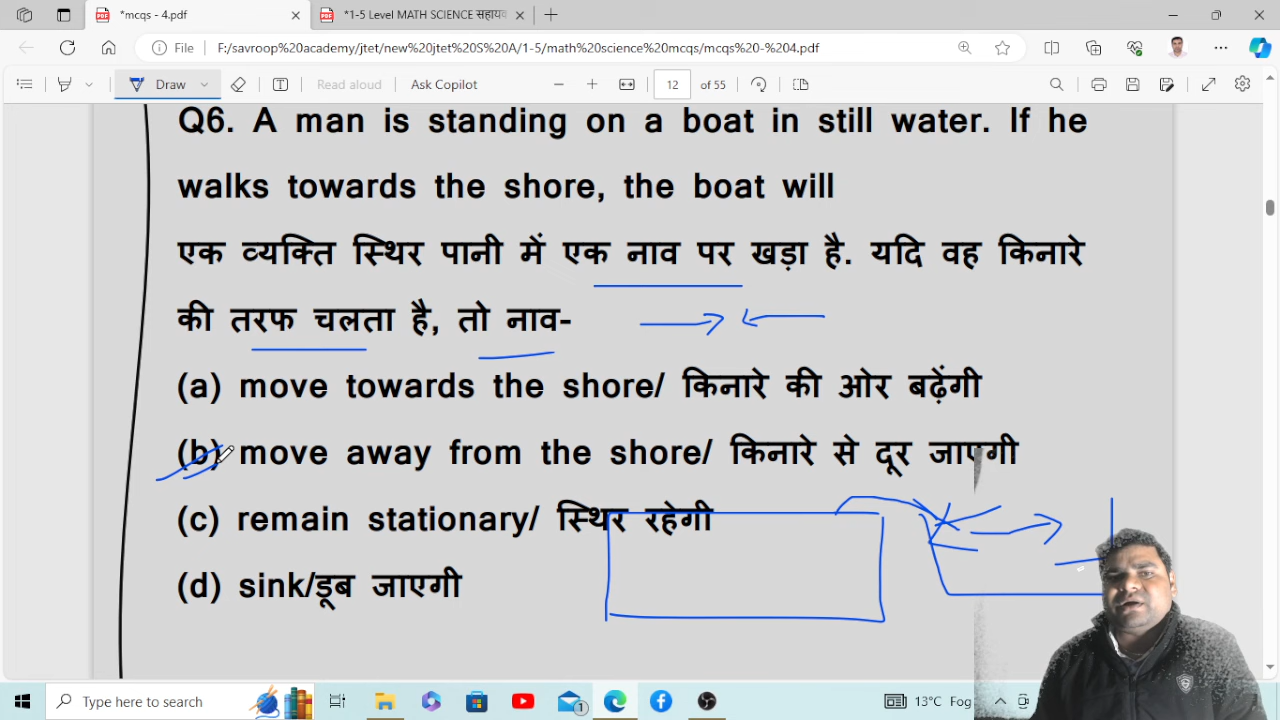 *mcqs - 4.pdf
*1-5 Level MATH SCIENCE सहायव
File F:/savroop%20academy/jtet/new%20jtet%20S%20A/1-5/math%20science%20mcqs/mcqs%20-%204.pdf
Draw Read aloud Ask Copilot 12 of 55
Q6. A man is standing on a boat in still water. If he
walks towards the shore, the boat will
एक व्यक्ति स्थिर पानी में एक नाव पर खड़ा है. यदि वह किनारे
की तरफ चलता है, तो नाव-
(a) move towards the shore/ किनारे की ओर बढ़ेंगी
(b) move away from the shore/ किनारे से दूर जाएगी
(c) remain stationary/ स्थिर रहेगी
(d) sink/डूब जाएगी
Type here to search 1 13°C Fog